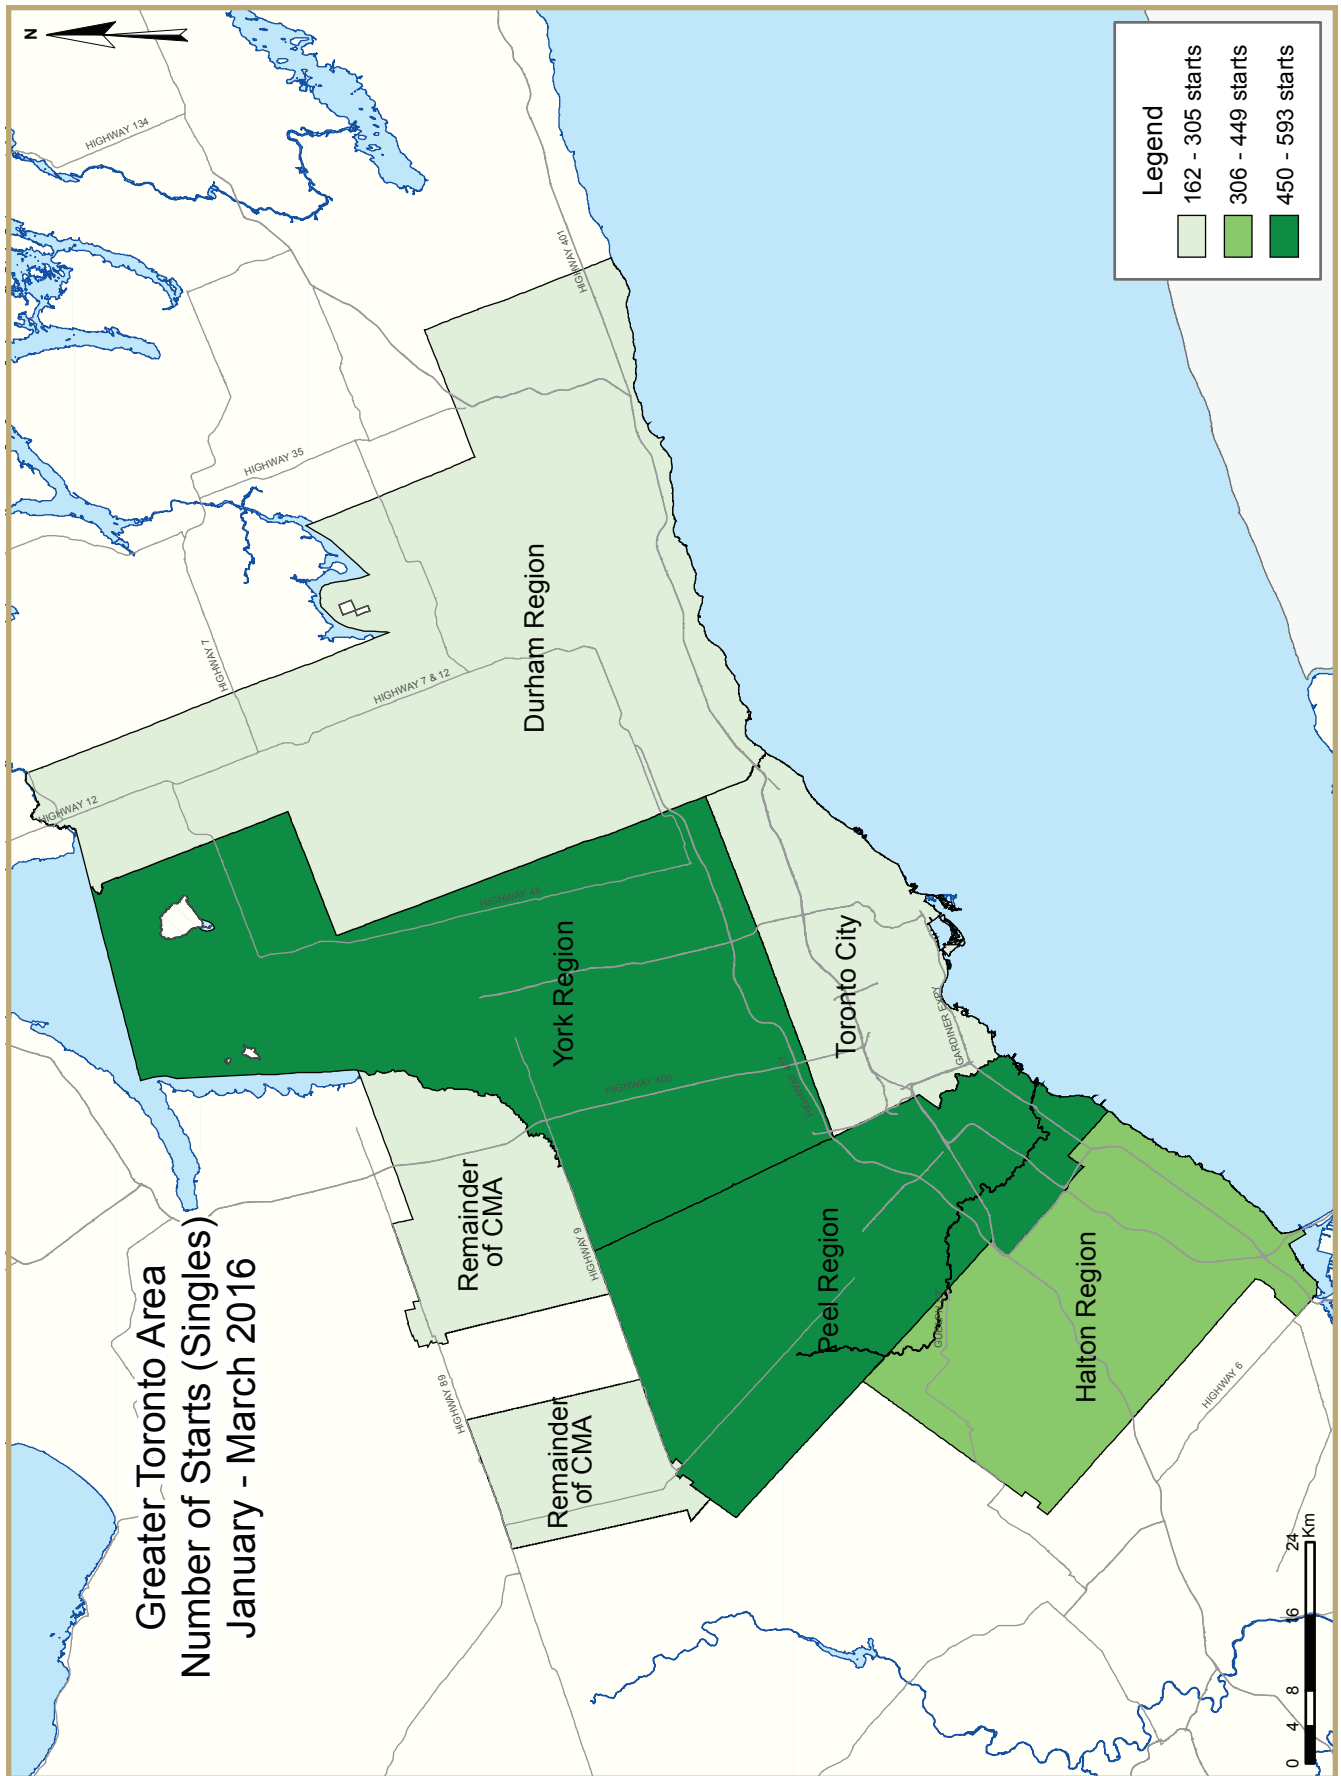 Greater Toronto Area
Number of Starts (Singles)
January - March 2016
N
HIGHWAY 134
HIGHWAY 401
HIGHWAY 35
HIGHWAY 7
HIGHWAY 7 & 12
HIGHWAY 12
Durham Region
HIGHWAY 48
York Region
Toronto City
GARDINER EXPY
HIGHWAY 400
Remainder
of CMA
HIGHWAY 9
Peel Region
HIGHWAY 89
Remainder
of CMA
Halton Region
HIGHWAY 6
Legend
162 - 305 starts
306 - 449 starts
450 - 593 starts
0 4 8 16 24
Km